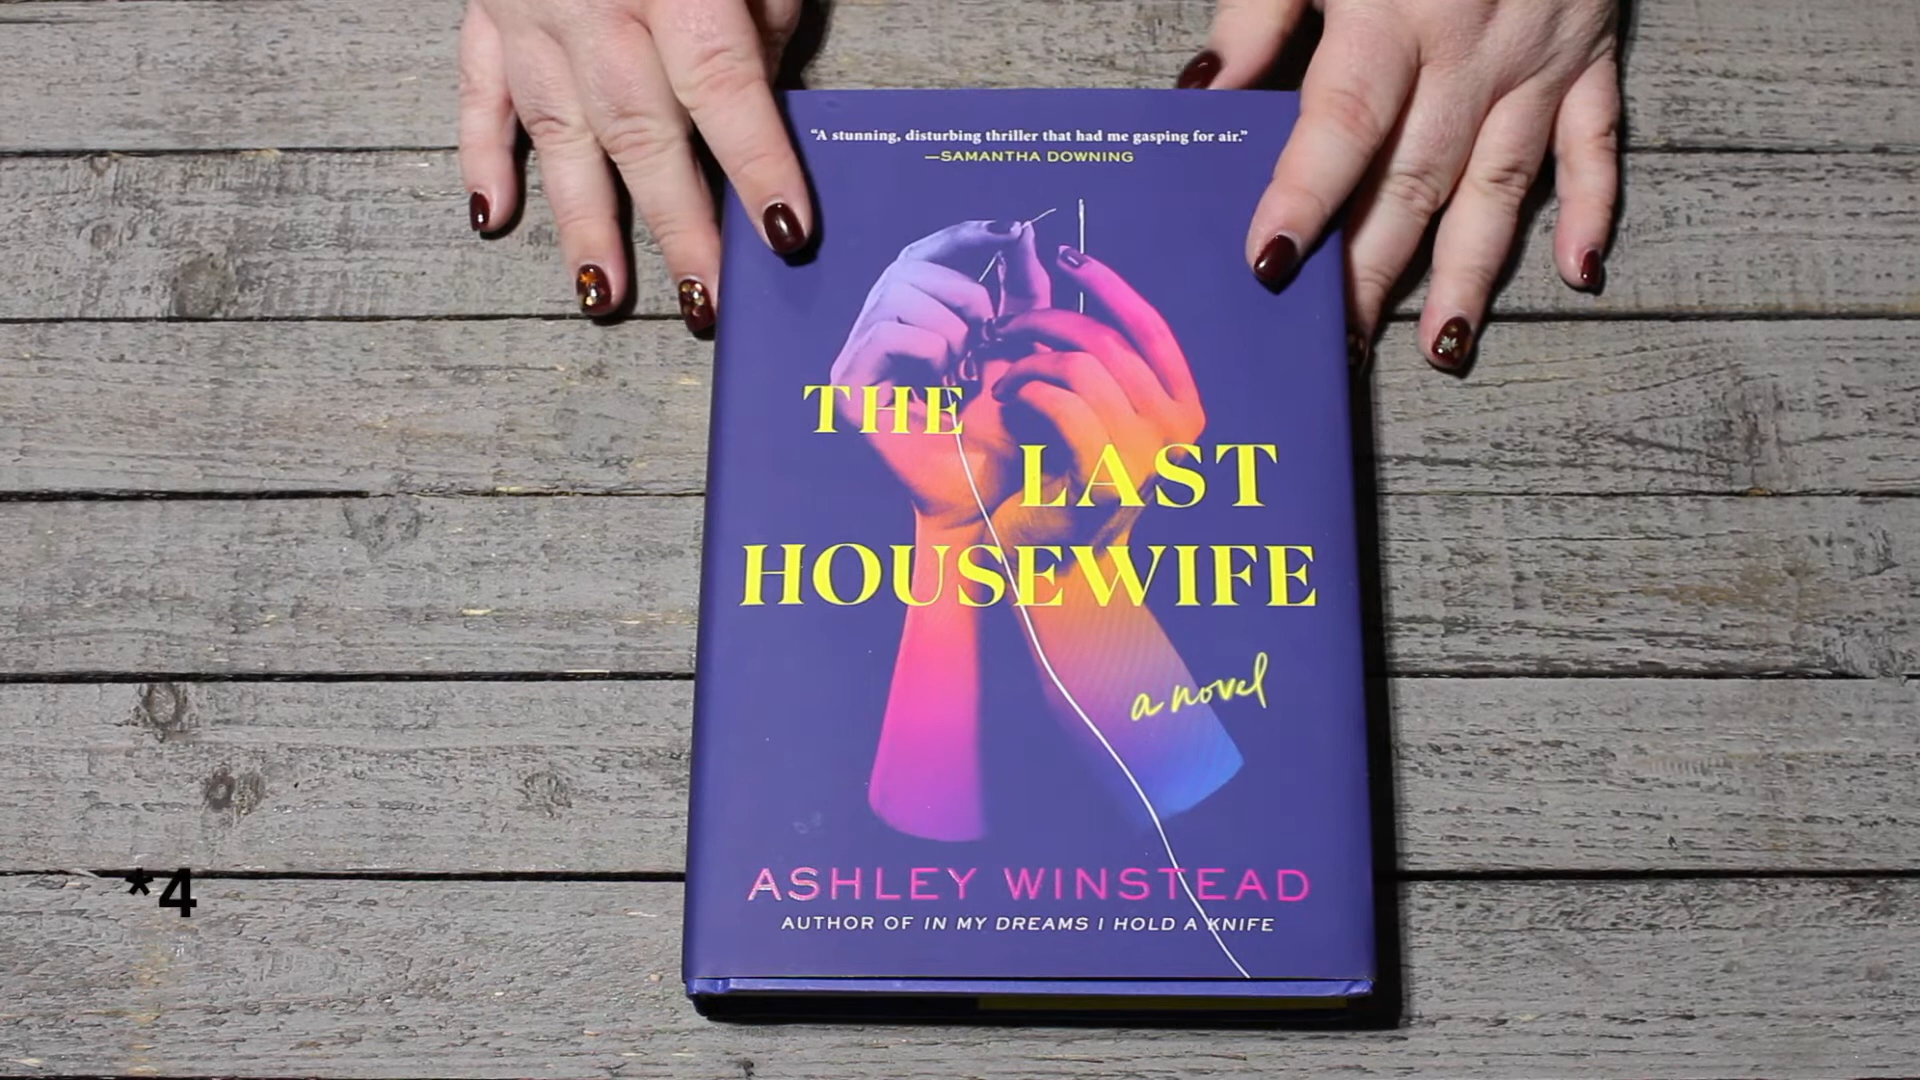 “A stunning, disturbing thriller that had me gasping for air.”
—SAMANTHA DOWNING
THE
LAST
HOUSEWIFE
a novel
ASHLEY WINSTEAD
AUTHOR OF IN MY DREAMS I HOLD A KNIFE
*4